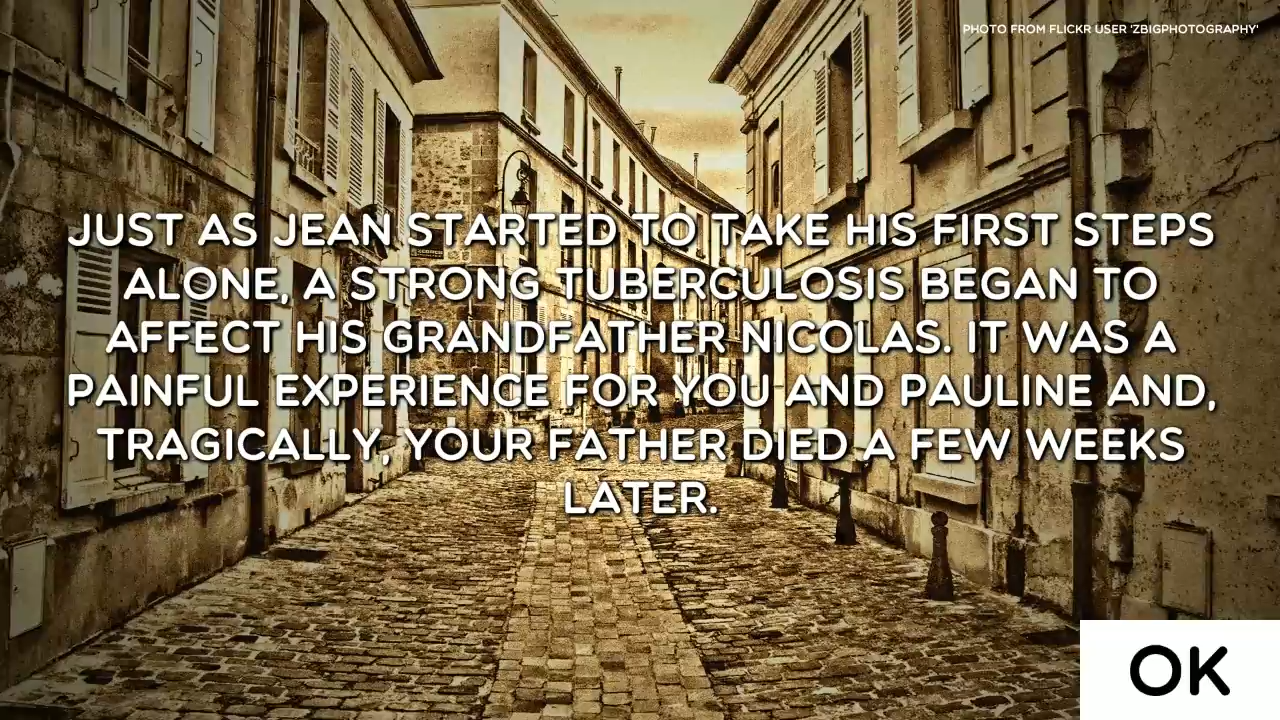 PHOTO FROM FLICKR USER 'ZBIGPHOTOGRAPHY'
JUST AS JEAN STARTED TO TAKE HIS FIRST STEPS
ALONE, A STRONG TUBERCULOSIS BEGAN TO
AFFECT HIS GRANDFATHER NICOLAS. IT WAS A
PAINFUL EXPERIENCE FOR YOU AND PAULINE AND,
TRAGICALLY, YOUR FATHER DIED A FEW WEEKS
LATER.
OK